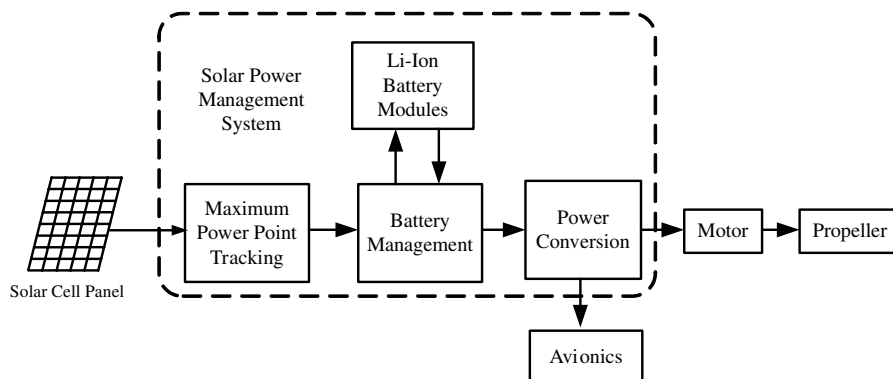 Solar Power
Management
System
Li-Ion
Battery
Modules
Maximum
Power Point
Tracking
Battery
Management
Power
Conversion
Motor
Propeller
Solar Cell Panel
Avionics